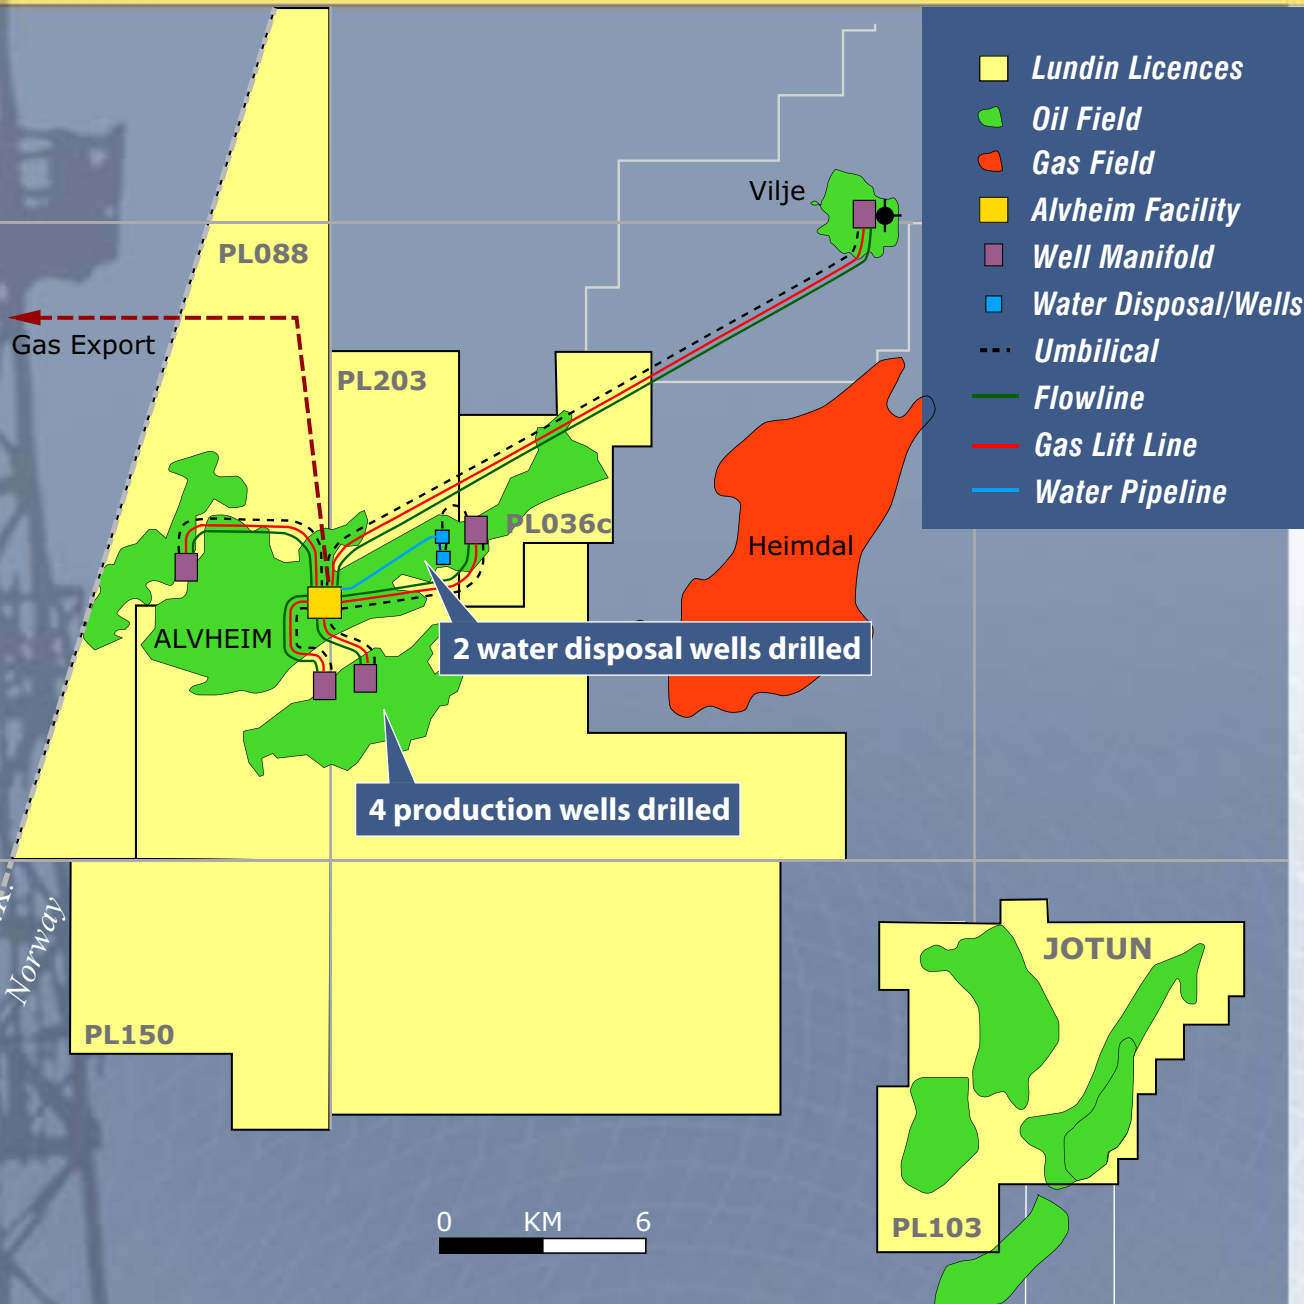 Lundin Licences
Oil Field
Gas Field
Alvheim Facility
Well Manifold
Water Disposal/Wells
Umbilical
Flowline
Gas Lift Line
Water Pipeline
Vilje
PL088
Gas Export
PL203
PL036c
Heimdal
ALVHEIM
2 water disposal wells drilled
4 production wells drilled
Norway
JOTUN
PL150
PL103
0 KM 6